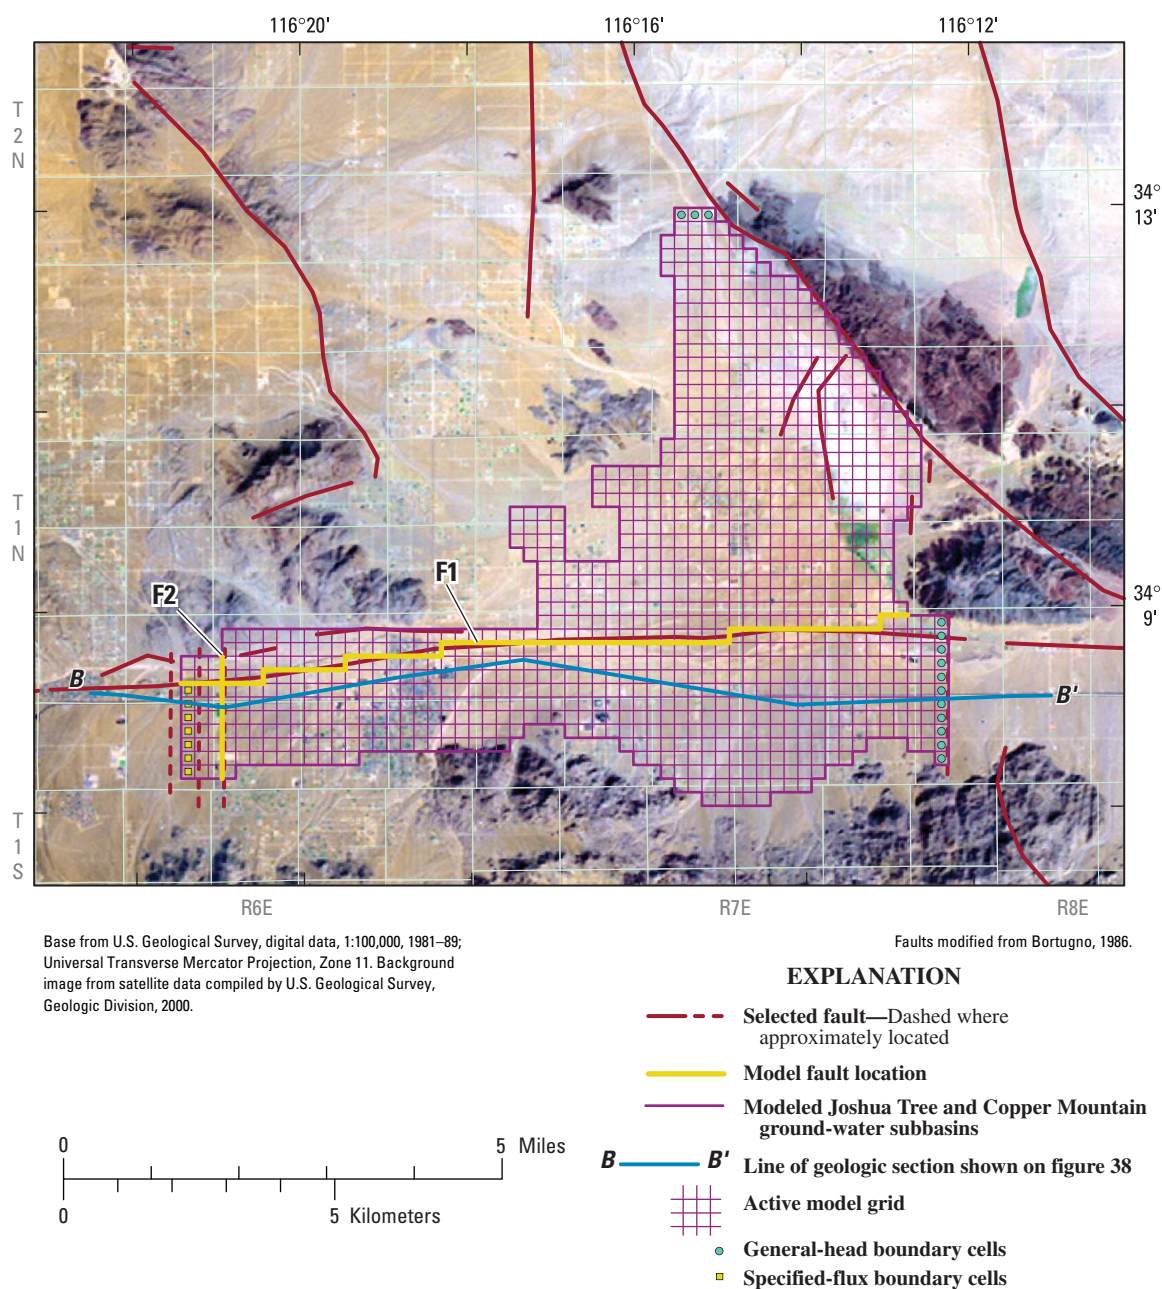 116°20'
116°16'
116°12'
T
2
N
34°
13'
T
1
N
F1
F2
34°
9'
B
B'
T
1
S
R6E
R7E
R8E
Base from U.S. Geological Survey, digital data, 1:100,000, 1981–89;
Universal Transverse Mercator Projection, Zone 11. Background
image from satellite data compiled by U.S. Geological Survey,
Geologic Division, 2000.
Faults modified from Bortugno, 1986.
EXPLANATION
Selected fault—Dashed where
approximately located
Model fault location
Modeled Joshua Tree and Copper Mountain
ground-water subbasins
B B' Line of geologic section shown on figure 38
Active model grid
General-head boundary cells
Specified-flux boundary cells
0 5 Miles
0 5 Kilometers